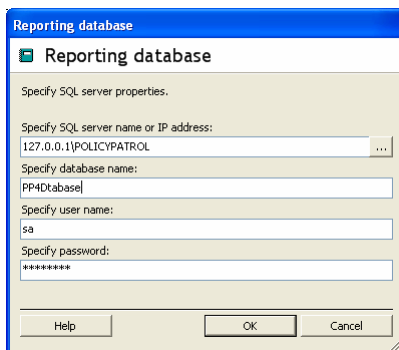 Reporting database
Reporting database
Specify SQL server properties.
Specify SQL server name or IP address:
127.0.0.1\POLICYPATROL
...
Specify database name:
PP4Dtabase
Specify user name:
sa
Specify password:
********
Help
OK
Cancel